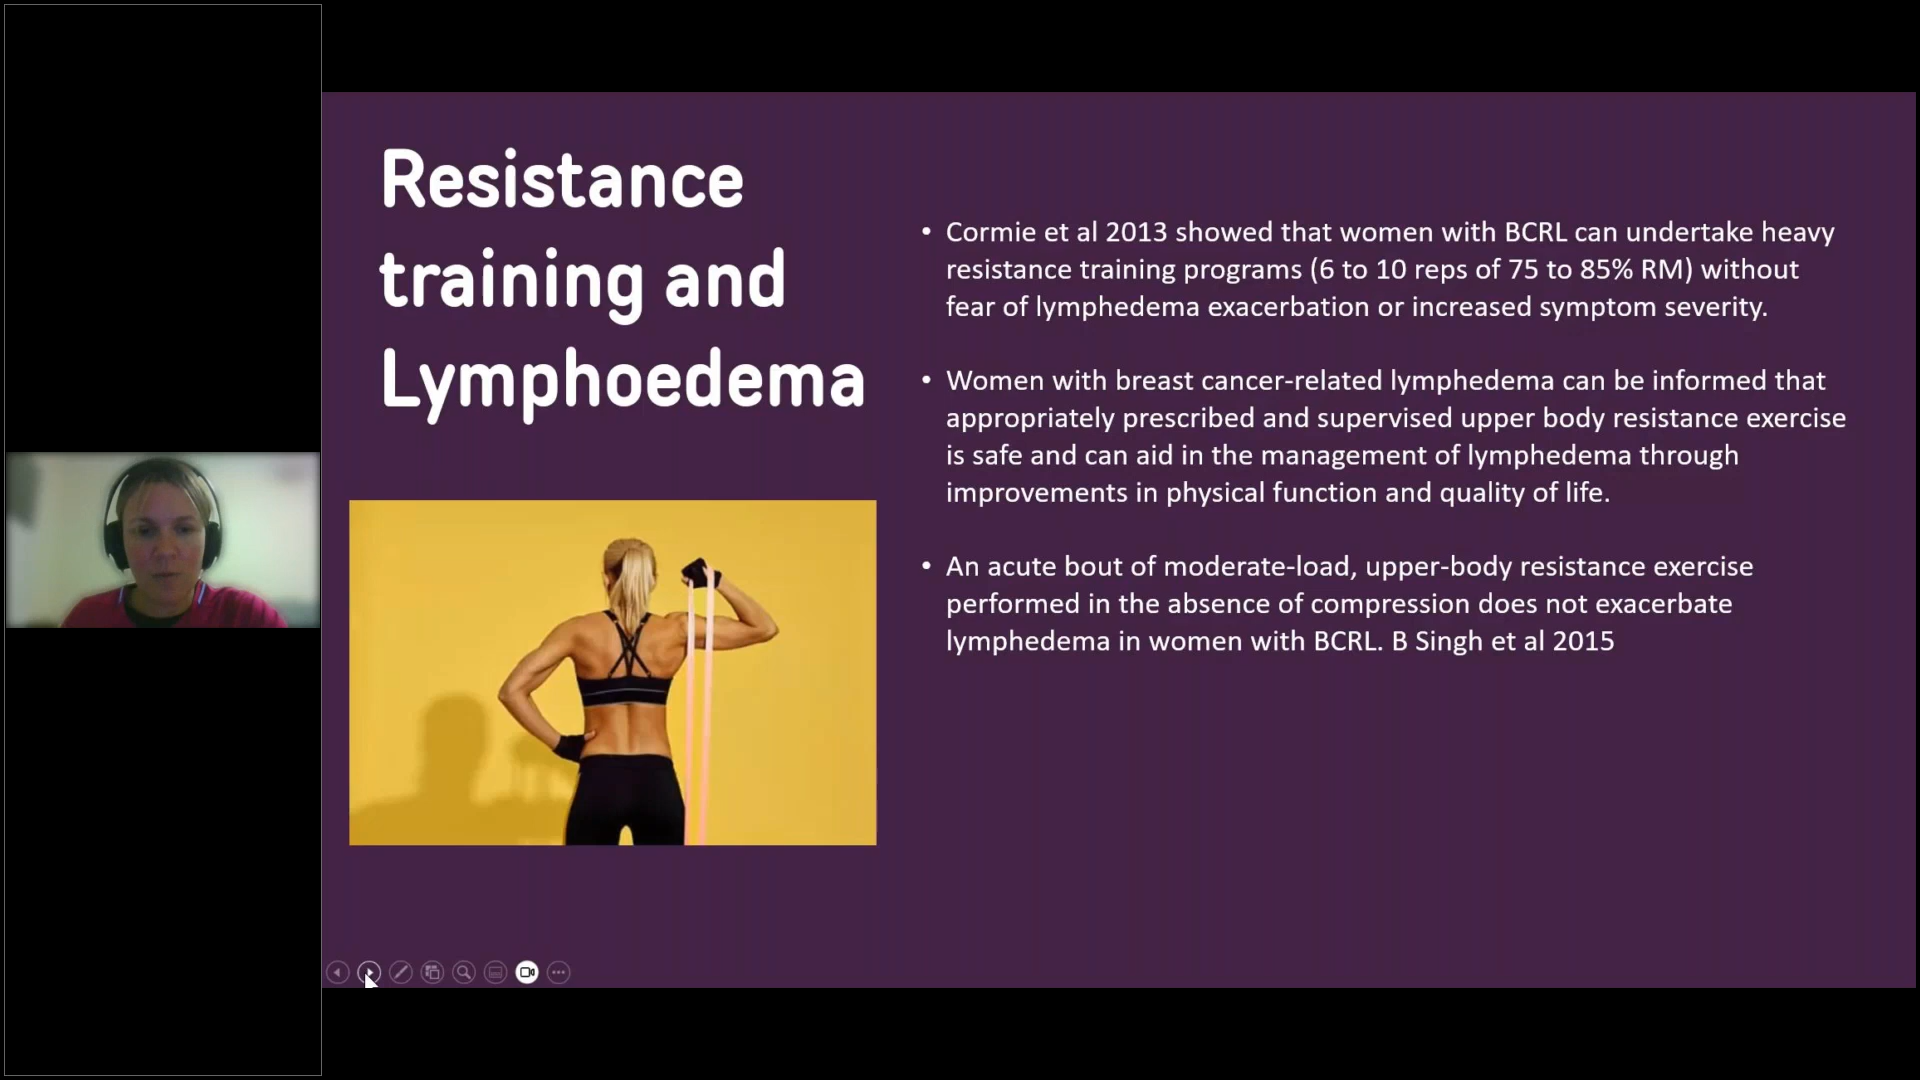 Resistance
training and
Lymphoedema
• Cormie et al 2013 showed that women with BCRL can undertake heavy
resistance training programs (6 to 10 reps of 75 to 85% RM) without
fear of lymphedema exacerbation or increased symptom severity.
• Women with breast cancer-related lymphedema can be informed that
appropriately prescribed and supervised upper body resistance exercise
is safe and can aid in the management of lymphedema through
improvements in physical function and quality of life.
• An acute bout of moderate-load, upper-body resistance exercise
performed in the absence of compression does not exacerbate
lymphedema in women with BCRL. B Singh et al 2015